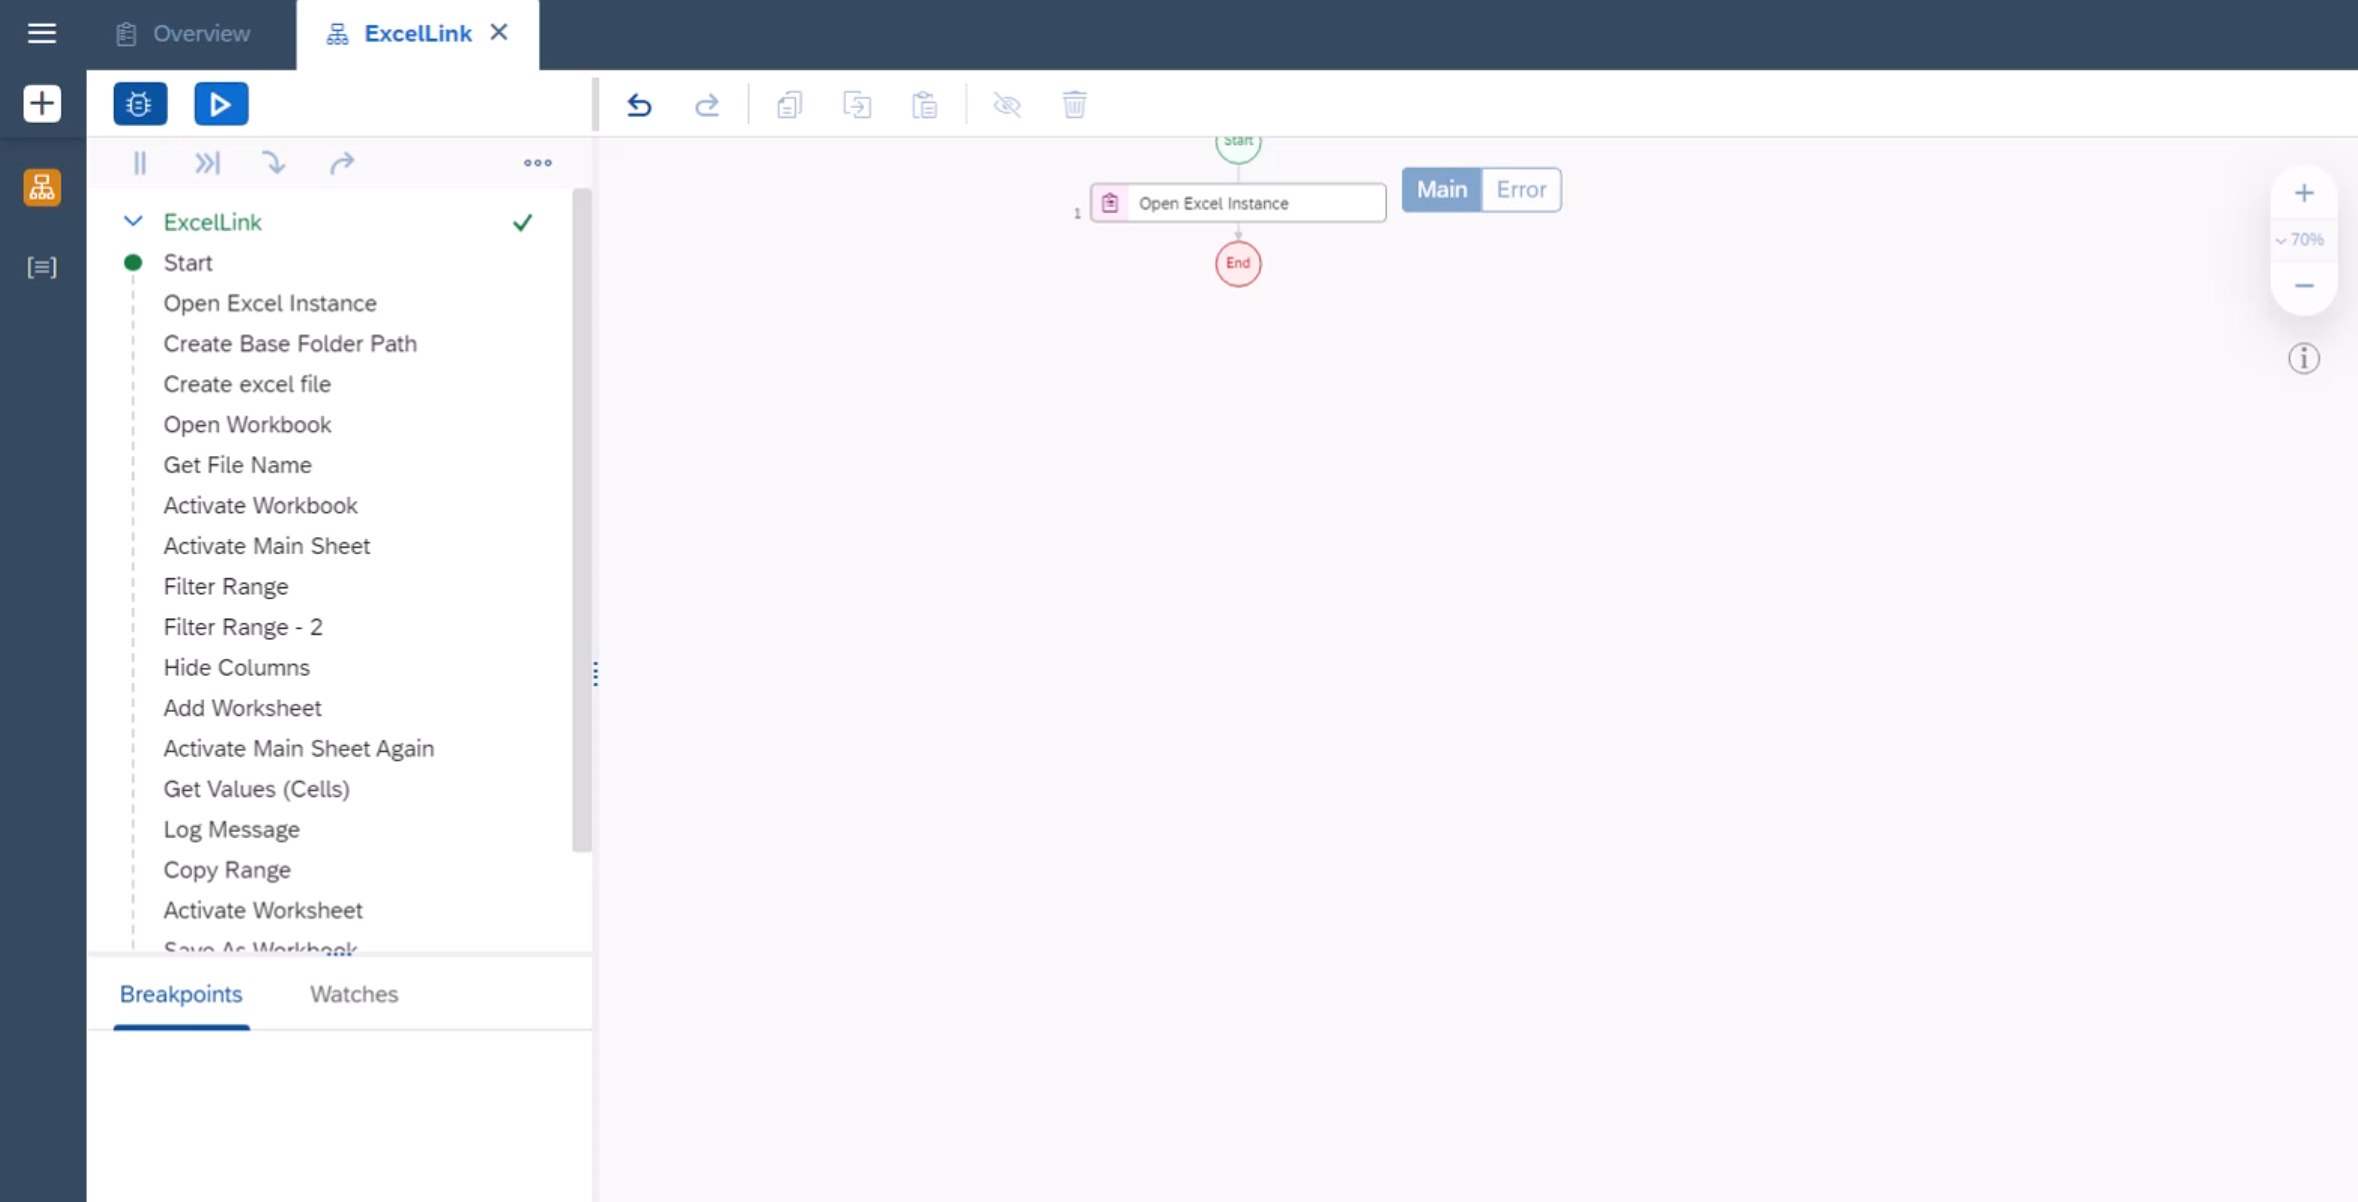 Overview
ExcelLink
Start
1
Open Excel Instance
Main
Error
End
70%
ExcelLink
Start
Open Excel Instance
Create Base Folder Path
Create excel file
Open Workbook
Get File Name
Activate Workbook
Activate Main Sheet
Filter Range
Filter Range - 2
Hide Columns
Add Worksheet
Activate Main Sheet Again
Get Values (Cells)
Log Message
Copy Range
Activate Worksheet
Save As Workbook
Breakpoints
Watches